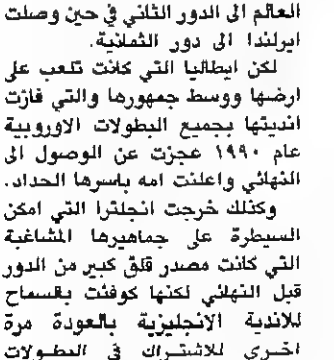 العالم الى الدور الثاني في حين وصلت
ايرلندا الى دور الثمانية.
لكن ايطاليا التي كانت تلعب على
ارضها ووسط جمهورها والتي فازت
انديتها بجميع البطولات الاوروبية
عام ١٩٩٠ عجزت عن الوصول الى
النهائي واعلنت امه باسرها الحداد.
وكذلك خرجت انجلترا التي امكن
السيطرة على جماهيرها المشاغبة
التي كانت مصدر قلق كبير من الدور
قبل النهائي لكنها كوفئت بالسماح
للاندية الانجليزية بالعودة مرة
اخرى للاشتراك في البطولات